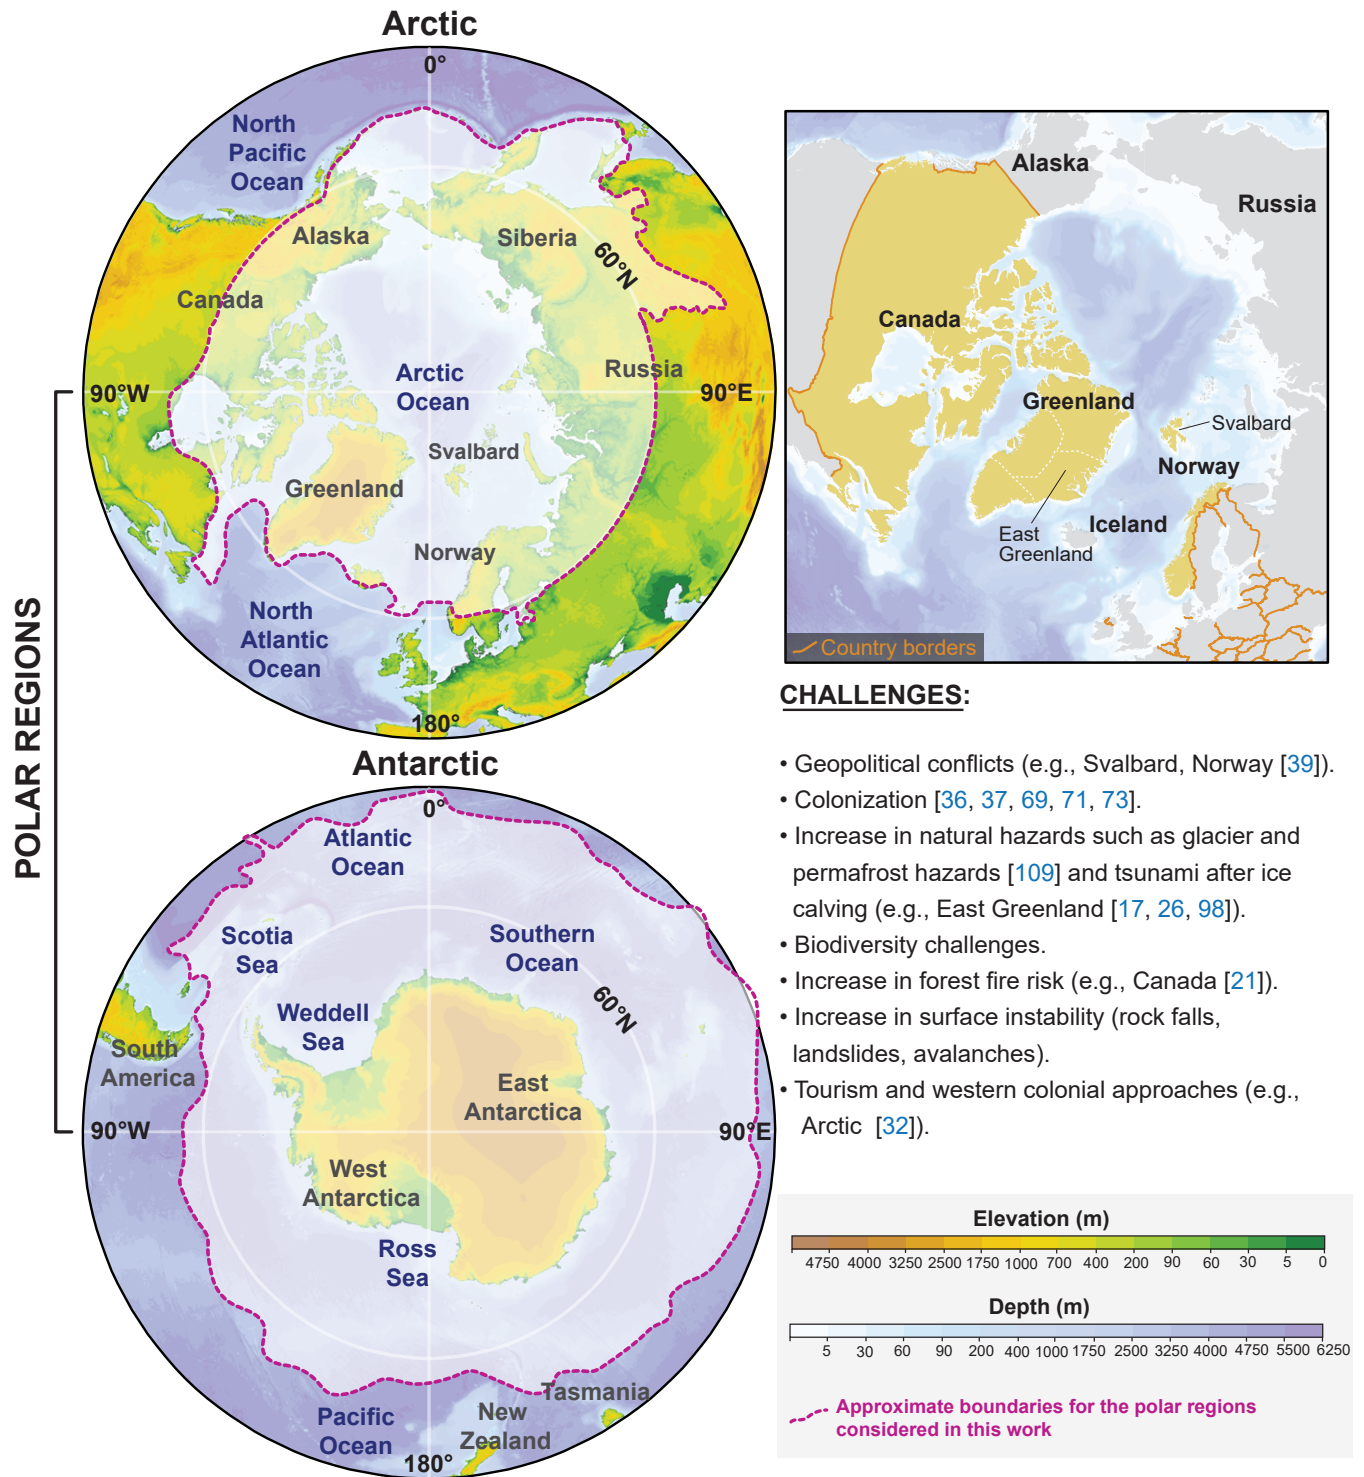 POLAR REGIONS
Arctic
0°
North
Pacific
Ocean
Alaska
Siberia
60°N
Canada
Russia
90°W
Arctic
Ocean
90°E
Svalbard
Greenland
Norway
North
Atlantic
Ocean
180°
Antarctic
0°
Atlantic
Ocean
Scotia
Sea
Southern
Ocean
60°N
Weddell
Sea
South
America
East
Antarctica
90°W
90°E
West
Antarctica
Ross
Sea
Tasmania
Pacific
Ocean
New
Zealand
180°
Alaska
Russia
Canada
Greenland
Svalbard
Norway
Iceland
East
Greenland
Country borders
CHALLENGES:
• Geopolitical conflicts (e.g., Svalbard, Norway [39]).
• Colonization [36, 37, 69, 71, 73].
• Increase in natural hazards such as glacier and
permafrost hazards [109] and tsunami after ice
calving (e.g., East Greenland [17, 26, 98]).
• Biodiversity challenges.
• Increase in forest fire risk (e.g., Canada [21]).
• Increase in surface instability (rock falls,
landslides, avalanches).
• Tourism and western colonial approaches (e.g.,
Arctic [32]).
Elevation (m)
4750 4000 3250 2500 1750 1000 700 400 200 90 60 30 5 0
Depth (m)
5 30 60 90 200 400 1000 1750 2500 3250 4000 4750 5500 6250
Approximate boundaries for the polar regions
considered in this work